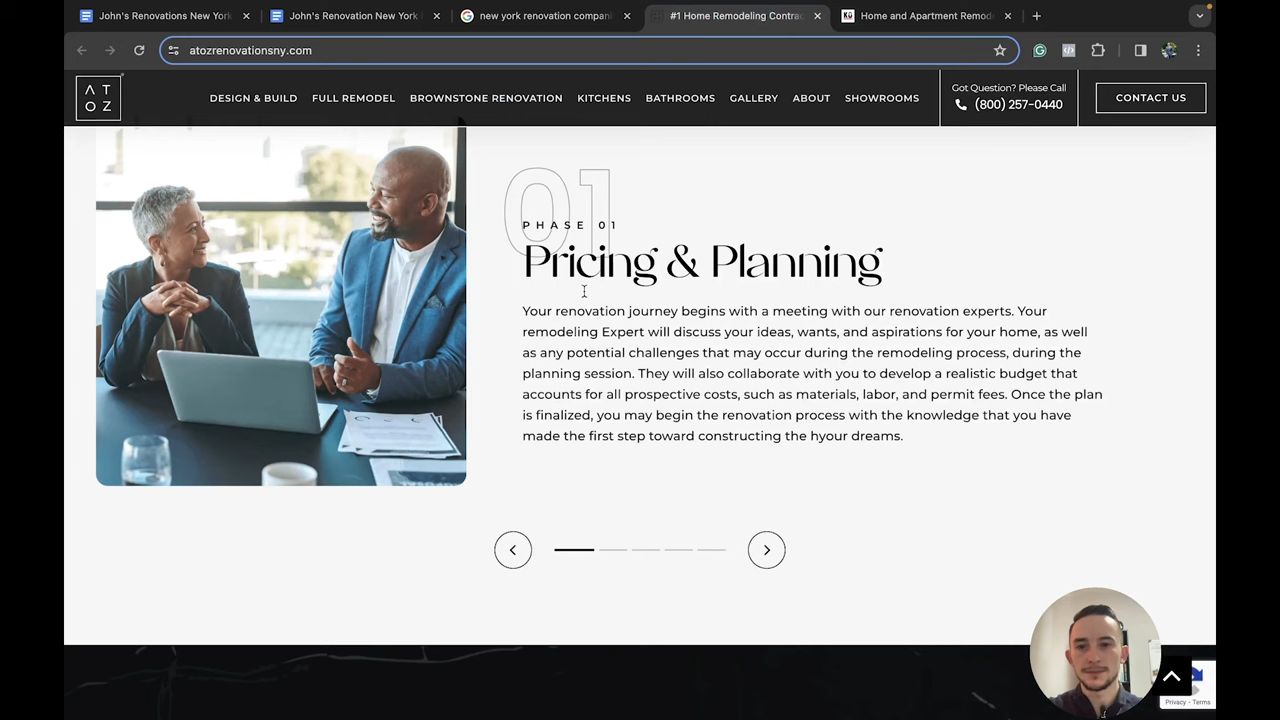 John's Renovations New York
John's Renovation New York
new york renovation compani
#1 Home Remodeling Contrac
KD
Home and Apartment Remode
atozrenovationsny.com
A T
O Z
DESIGN & BUILD
FULL REMODEL
BROWNSTONE RENOVATION
KITCHENS
BATHROOMS
GALLERY
ABOUT
SHOWROOMS
Got Question? Please Call
(800) 257-0440
CONTACT US
01
PHASE 01
Pricing & Planning
Your renovation journey begins with a meeting with our renovation experts. Your
remodeling Expert will discuss your ideas, wants, and aspirations for your home, as well
as any potential challenges that may occur during the remodeling process, during the
planning session. They will also collaborate with you to develop a realistic budget that
accounts for all prospective costs, such as materials, labor, and permit fees. Once the plan
is finalized, you may begin the renovation process with the knowledge that you have
made the first step toward constructing the hyour dreams.
Privacy - Terms